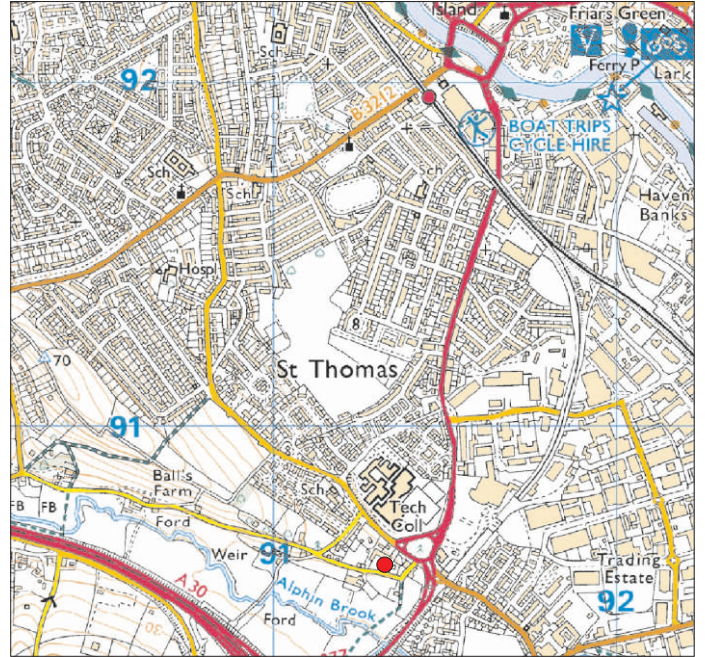 Island
Friars Green
Sch
Ferry P
Lark
92
B3212
BOAT TRIPS
CYCLE HIRE
Sch
Sch
Sch
Haven
Banks
Hospl
8
70
St Thomas
91
Ball's
Farm
Sch
Tech
Coll
FB
FB
Ford
Weir
91
A 30
Alphin Brook
Trading
Estate
92
Ford
30